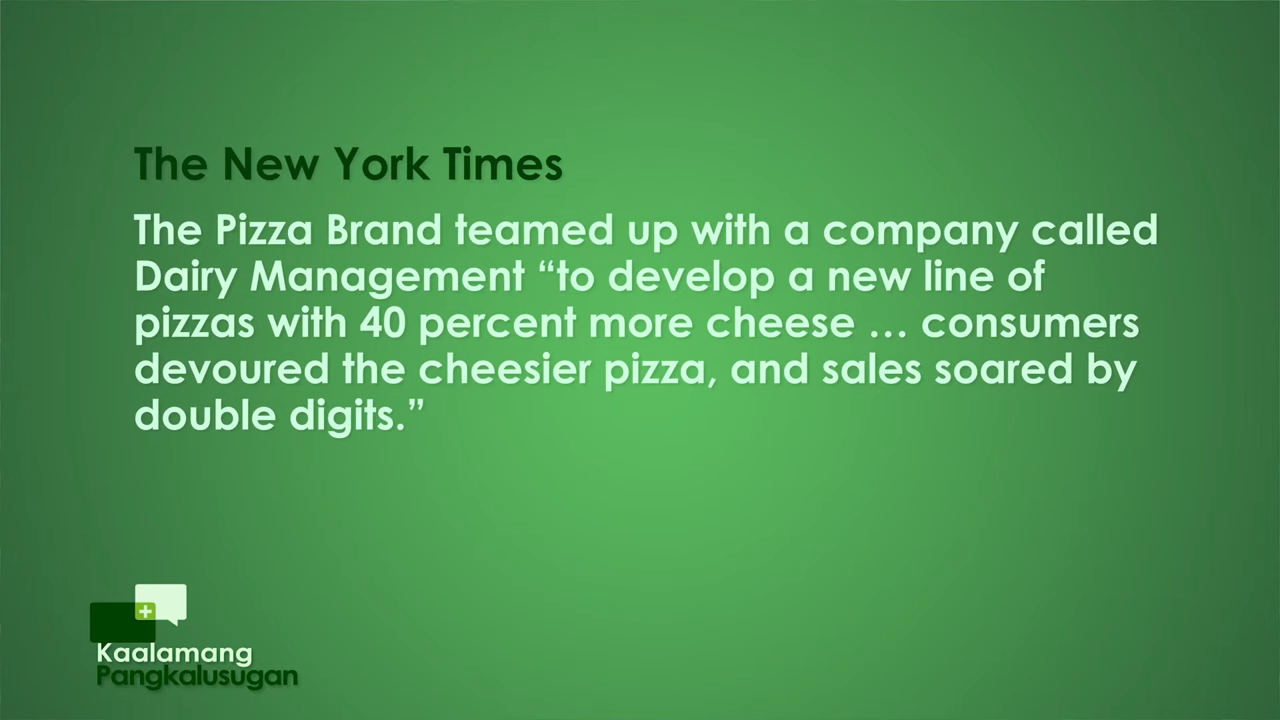 The New York Times
The Pizza Brand teamed up with a company called
Dairy Management “to develop a new line of
pizzas with 40 percent more cheese … consumers
devoured the cheesier pizza, and sales soared by
double digits.”
Kaalamang
Pangkalusugan